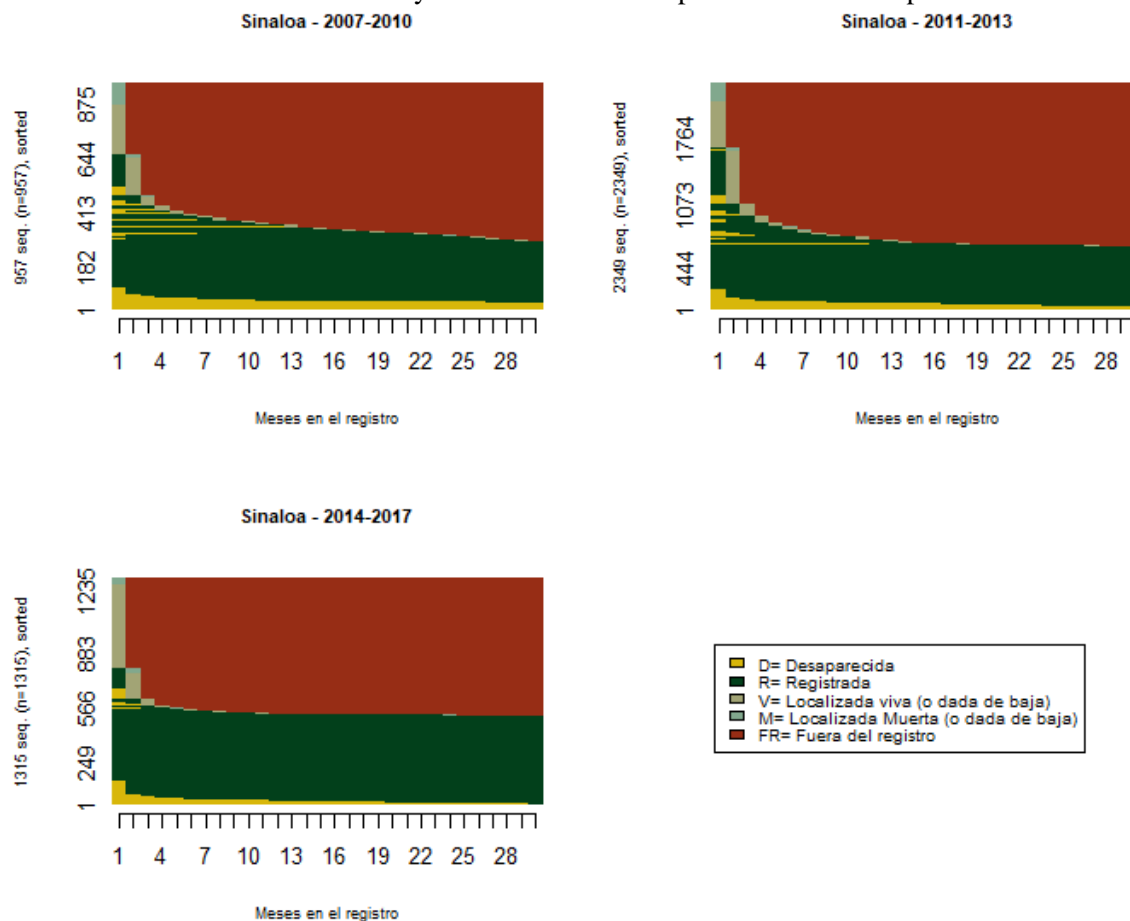 Sinaloa - 2007-2010
957 seq. (n=957), sorted
875
644
413
182
1
1 4 7 10 13 16 19 22 25 28
Meses en el registro
Sinaloa - 2011-2013
2349 seq. (n=2349), sorted
1764
1073
444
1
1 4 7 10 13 16 19 22 25 28
Meses en el registro
Sinaloa - 2014-2017
1315 seq. (n=1315), sorted
1235
883
566
249
1
1 4 7 10 13 16 19 22 25 28
Meses en el registro
D= Desaparecida
R= Registrada
V= Localizada viva (o dada de baja)
M= Localizada Muerta (o dada de baja)
FR= Fuera del registro